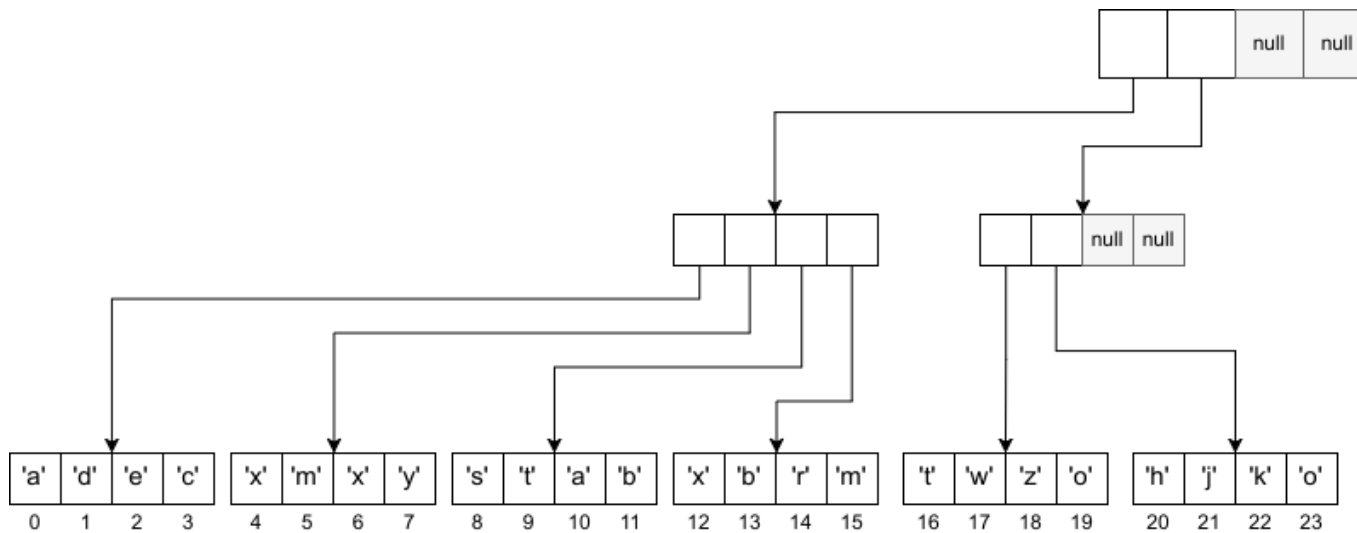 null null
null null
'a' 'd' 'e' 'c' 'x' 'm' 'x' 'y' 's' 't' 'a' 'b' 'x' 'b' 'r' 'm' 't' 'w' 'z' 'o' 'h' 'j' 'k' 'o'
0 1 2 3 4 5 6 7 8 9 10 11 12 13 14 15 16 17 18 19 20 21 22 23